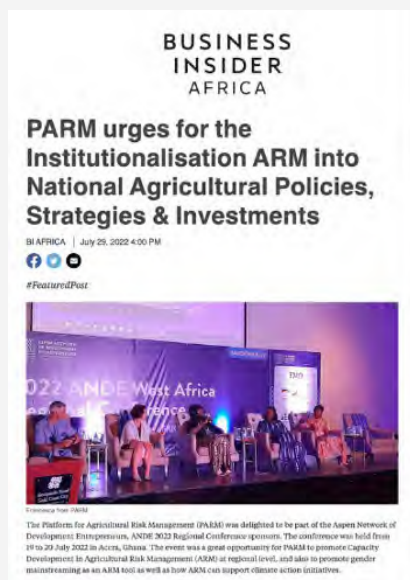 BUSINESS
INSIDER
AFRICA
PARM urges for the
Institutionalisation ARM into
National Agricultural Policies,
Strategies & Investments
BI AFRICA | July 29, 2022 4:00 PM
#FeaturedPost
2022 ANDE West Africa
Regional Conference
from PARM
The Platform for Agricultural Risk Management (PARM) was delighted to be part of the Aspen Network of
Development Entrepreneurs, ANDE 2022 Regional Conference sponsors. The conference was held from
19 to 20 July 2022 in Accra, Ghana. The event was a great opportunity for PARM to promote Capacity
Development in Agricultural Risk Management (ARM) at regional level, and also to promote gender
mainstreaming as an ARM tool as well as how ARM can support climate action initiatives.